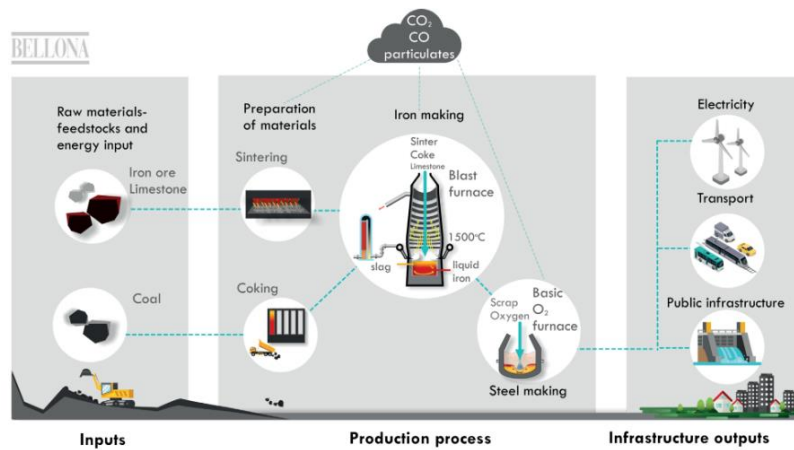 BELLONA
CO2
CO
particulates
Raw materials-
feedstocks and
energy input
Iron ore
Limestone
Coal
Preparation
of materials
Sintering
Coking
Iron making
Sinter
Coke
Limestone
Blast
furnace
1500°C
slag
liquid
iron
Scrap
Oxygen
Basic
O2
furnace
Steel making
Electricity
Transport
Public infrastructure
Inputs
Production process
Infrastructure outputs